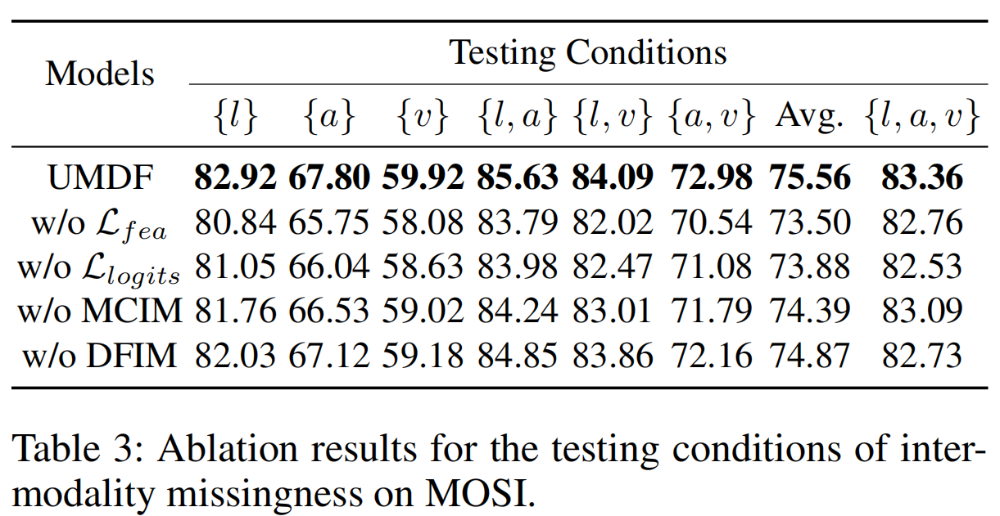 Models Testing Conditions
{l} {a} {v} {l, a} {l, v} {a, v} Avg. {l, a, v}
UMDF 82.92 67.80 59.92 85.63 84.09 72.98 75.56 83.36
w/o ℒfea 80.84 65.75 58.08 83.79 82.02 70.54 73.50 82.76
w/o ℒlogits 81.05 66.04 58.63 83.98 82.47 71.08 73.88 82.53
w/o MCIM 81.76 66.53 59.02 84.24 83.01 71.79 74.39 83.09
w/o DFIM 82.03 67.12 59.18 84.85 83.86 72.16 74.87 82.73
Table 3: Ablation results for the testing conditions of inter-
modality missingness on MOSI.